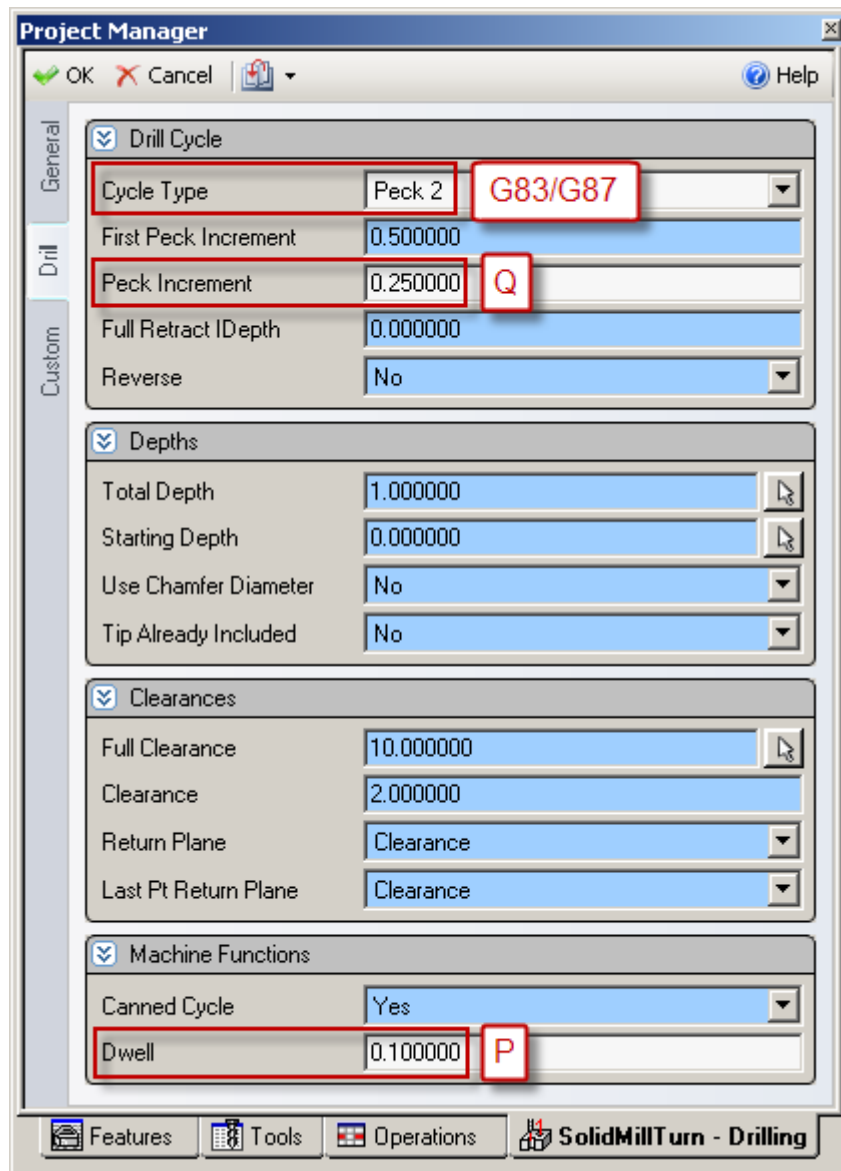 Project Manager
OK Cancel Help
General
Drill
Custom
Drill Cycle
Cycle Type Peck 2 G83/G87
First Peck Increment 0.500000
Peck Increment 0.250000 Q
Full Retract IDepth 0.000000
Reverse No
Depths
Total Depth 1.000000
Starting Depth 0.000000
Use Chamfer Diameter No
Tip Already Included No
Clearances
Full Clearance 10.000000
Clearance 2.000000
Return Plane Clearance
Last Pt Return Plane Clearance
Machine Functions
Canned Cycle Yes
Dwell 0.100000 P
Features Tools Operations SolidMillTurn - Drilling